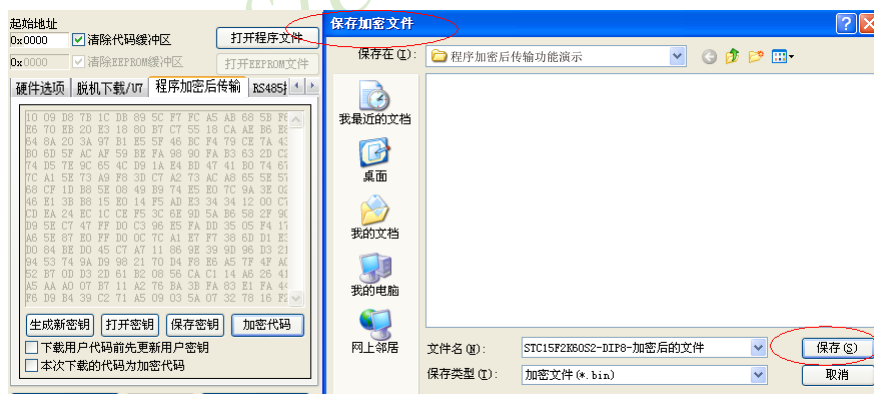 起始地址
0x0000 清除代码缓冲区 打开程序文件
0x0000 清除EEPROM缓冲区 打开EEPROM文件
硬件选项 脱机下载/U7 程序加密后传输 RS485
10 09 D8 7B 1C DB 89 5C F7 FC A5 AB 68 5B F6
E6 70 EB 20 E3 18 80 B7 C7 55 18 CA AE B6
64 8A 20 3A 97 B1 E5 5F 46 BC F4 79 CE 7A 43
B0 6D 5F AC AF 59 BE FA 98 90 FA B3 63 2D C2
74 D5 7E 9C 65 4C D9 1A E4 BD 47 41 B0 74 67
7C A1 5E 73 A9 F8 3D C7 A2 73 AC A8 65 5E 57
68 CF 1D B8 5E 08 49 B9 74 E5 E0 7C 9A 3E 02
46 E1 3B B8 15 E0 14 F5 AD E3 34 34 12 00 C7
CD EA 24 EC 1C CE F5 3C 6E 9D 5A B6 58 2F 90
D9 5E C7 47 FF D0 C3 96 E5 FA DD 35 05 F4 17
A6 5E 87 E0 FF D0 0C 7C A1 E7 F7 38 6D D1 E3
D0 84 BE D0 45 C7 A7 11 86 9E 39 9D 96 D3 21
94 53 74 9A D9 98 21 70 D4 F8 E6 A5 7F 4F AC
52 B7 0D D3 2D 61 B2 08 56 CA C1 14 A6 26 41
A5 AA A0 07 B7 11 A2 76 BA 3B FA 83 E1 FA 44
F6 D9 B4 39 C2 71 A5 09 03 5A 07 32 78 16
生成新密钥 打开密钥 保存密钥 加密代码
下载用户代码前先更新用户密钥
本次下载的代码为加密代码
保存加密文件
保存在(I): 程序加密后传输功能演示
我最近的文档
桌面
我的文档
我的电脑
网上邻居
文件名(N): STC15F2K60S2-DIP8-加密后的文件 保存(S)
保存类型(T): 加密文件(*.bin) 取消